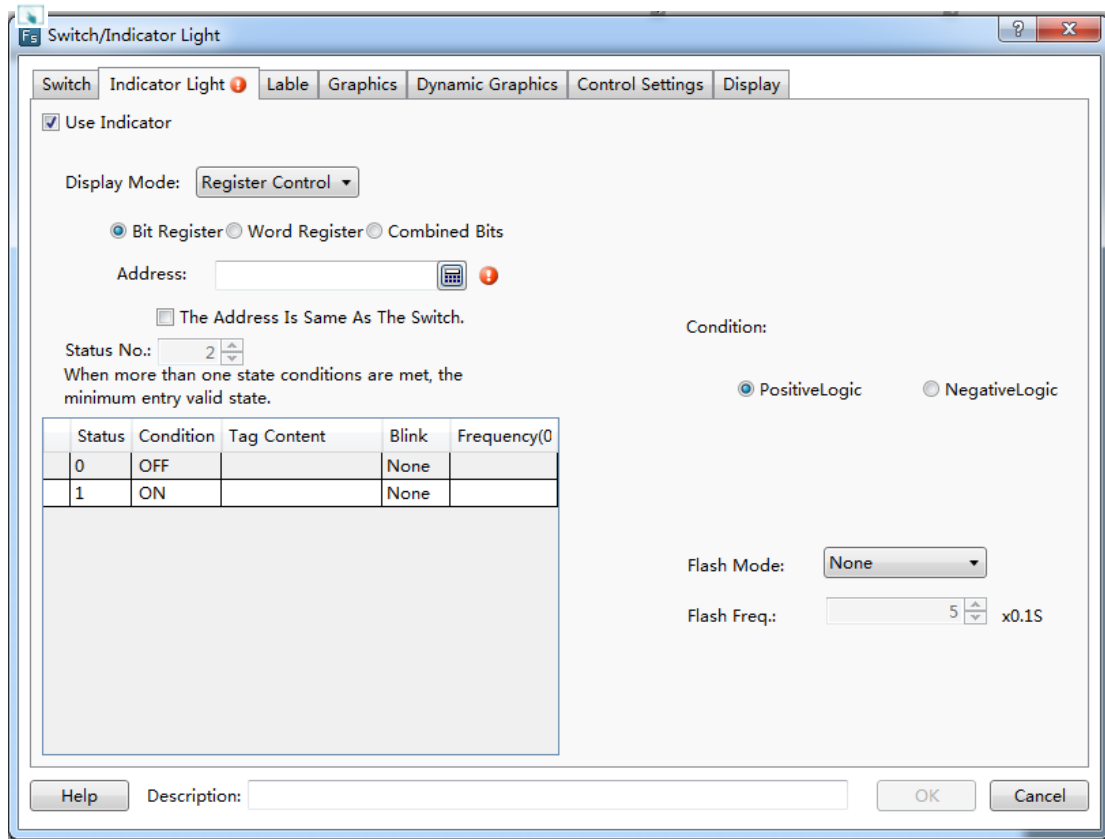 Fs Switch/Indicator Light
Switch Indicator Light Lable Graphics Dynamic Graphics Control Settings Display
Use Indicator
Display Mode: Register Control
Bit Register Word Register Combined Bits
Address:
The Address Is Same As The Switch.
Condition:
Status No.: 2
When more than one state conditions are met, the
minimum entry valid state.
PositiveLogic NegativeLogic
Status Condition Tag Content Blink Frequency(0
0 OFF None
1 ON None
Flash Mode: None
Flash Freq.: 5 x0.1S
Help Description: OK Cancel